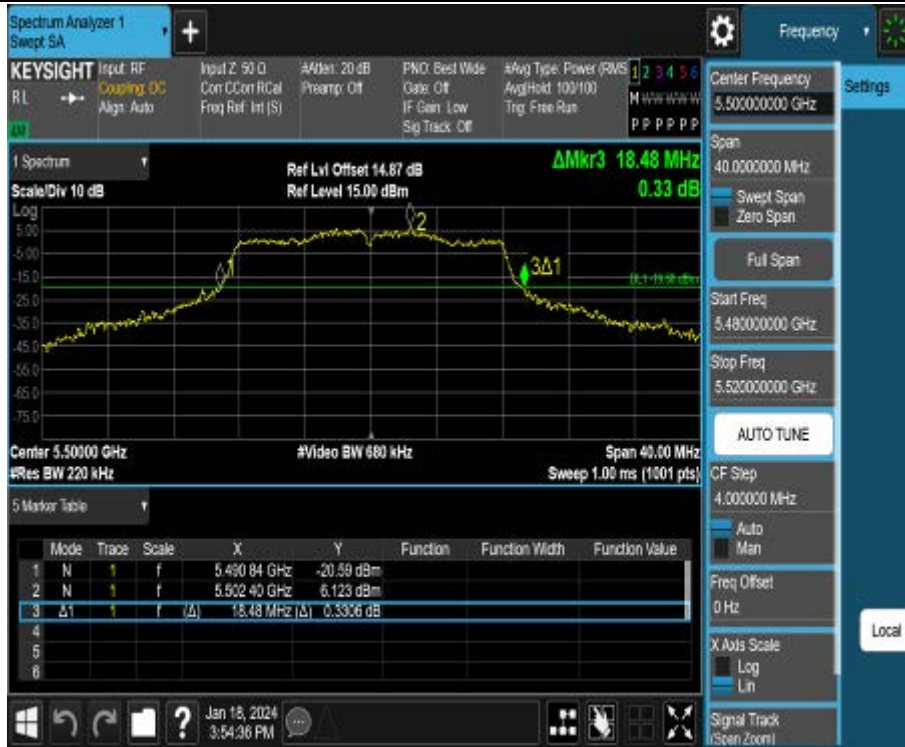 Spectrum Analyzer 1
Swept SA
+
Frequency
KEYSIGHT Input: RF Input Z: 50 Ω #Atten: 20 dB PNO: Best Wide #Avg Type: Power (RMS 1 2 3 4 5 6
RL Coupling: DC Corr CCorr RCal Preamp: Off Gate: Off Avg|Hold: 100/100
Align: Auto Freq Ref: Int (S) IF Gain: Low Trig: Free Run
Sig Track: Off P P P P P P
Center Frequency
5.500000000 GHz
Settings
Span
40.0000000 MHz
Swept Span
Zero Span
Full Span
Start Freq
5.480000000 GHz
Stop Freq
5.520000000 GHz
AUTO TUNE
CF Step
4.000000 MHz
Auto
Man
Freq Offset
0 Hz
X Axis Scale
Log
Lin
Signal Track
(Span Zoom)
Local
1 Spectrum
Scale/Div 10 dB
Ref Lvl Offset 14.87 dB
Ref Level 15.00 dBm
ΔMkr3 18.48 MHz
0.33 dB
Log
5.00
-5.00
-15.0
-25.0
-35.0
-45.0
-55.0
-65.0
-75.0
1
2
3Δ1
Center 5.50000 GHz #Video BW 680 kHz Span 40.00 MHz
#Res BW 220 kHz Sweep 1.00 ms (1001 pts)
5 Marker Table
Mode Trace Scale X Y Function Function Width Function Value
1 N 1 f 5.490 84 GHz -20.59 dBm
2 N 1 f 5.502 40 GHz 6.123 dBm
3 Δ1 1 f (Δ) 18.48 MHz (Δ) 0.3306 dB
4
5
6
?
Jan 18, 2024
3:54:36 PM